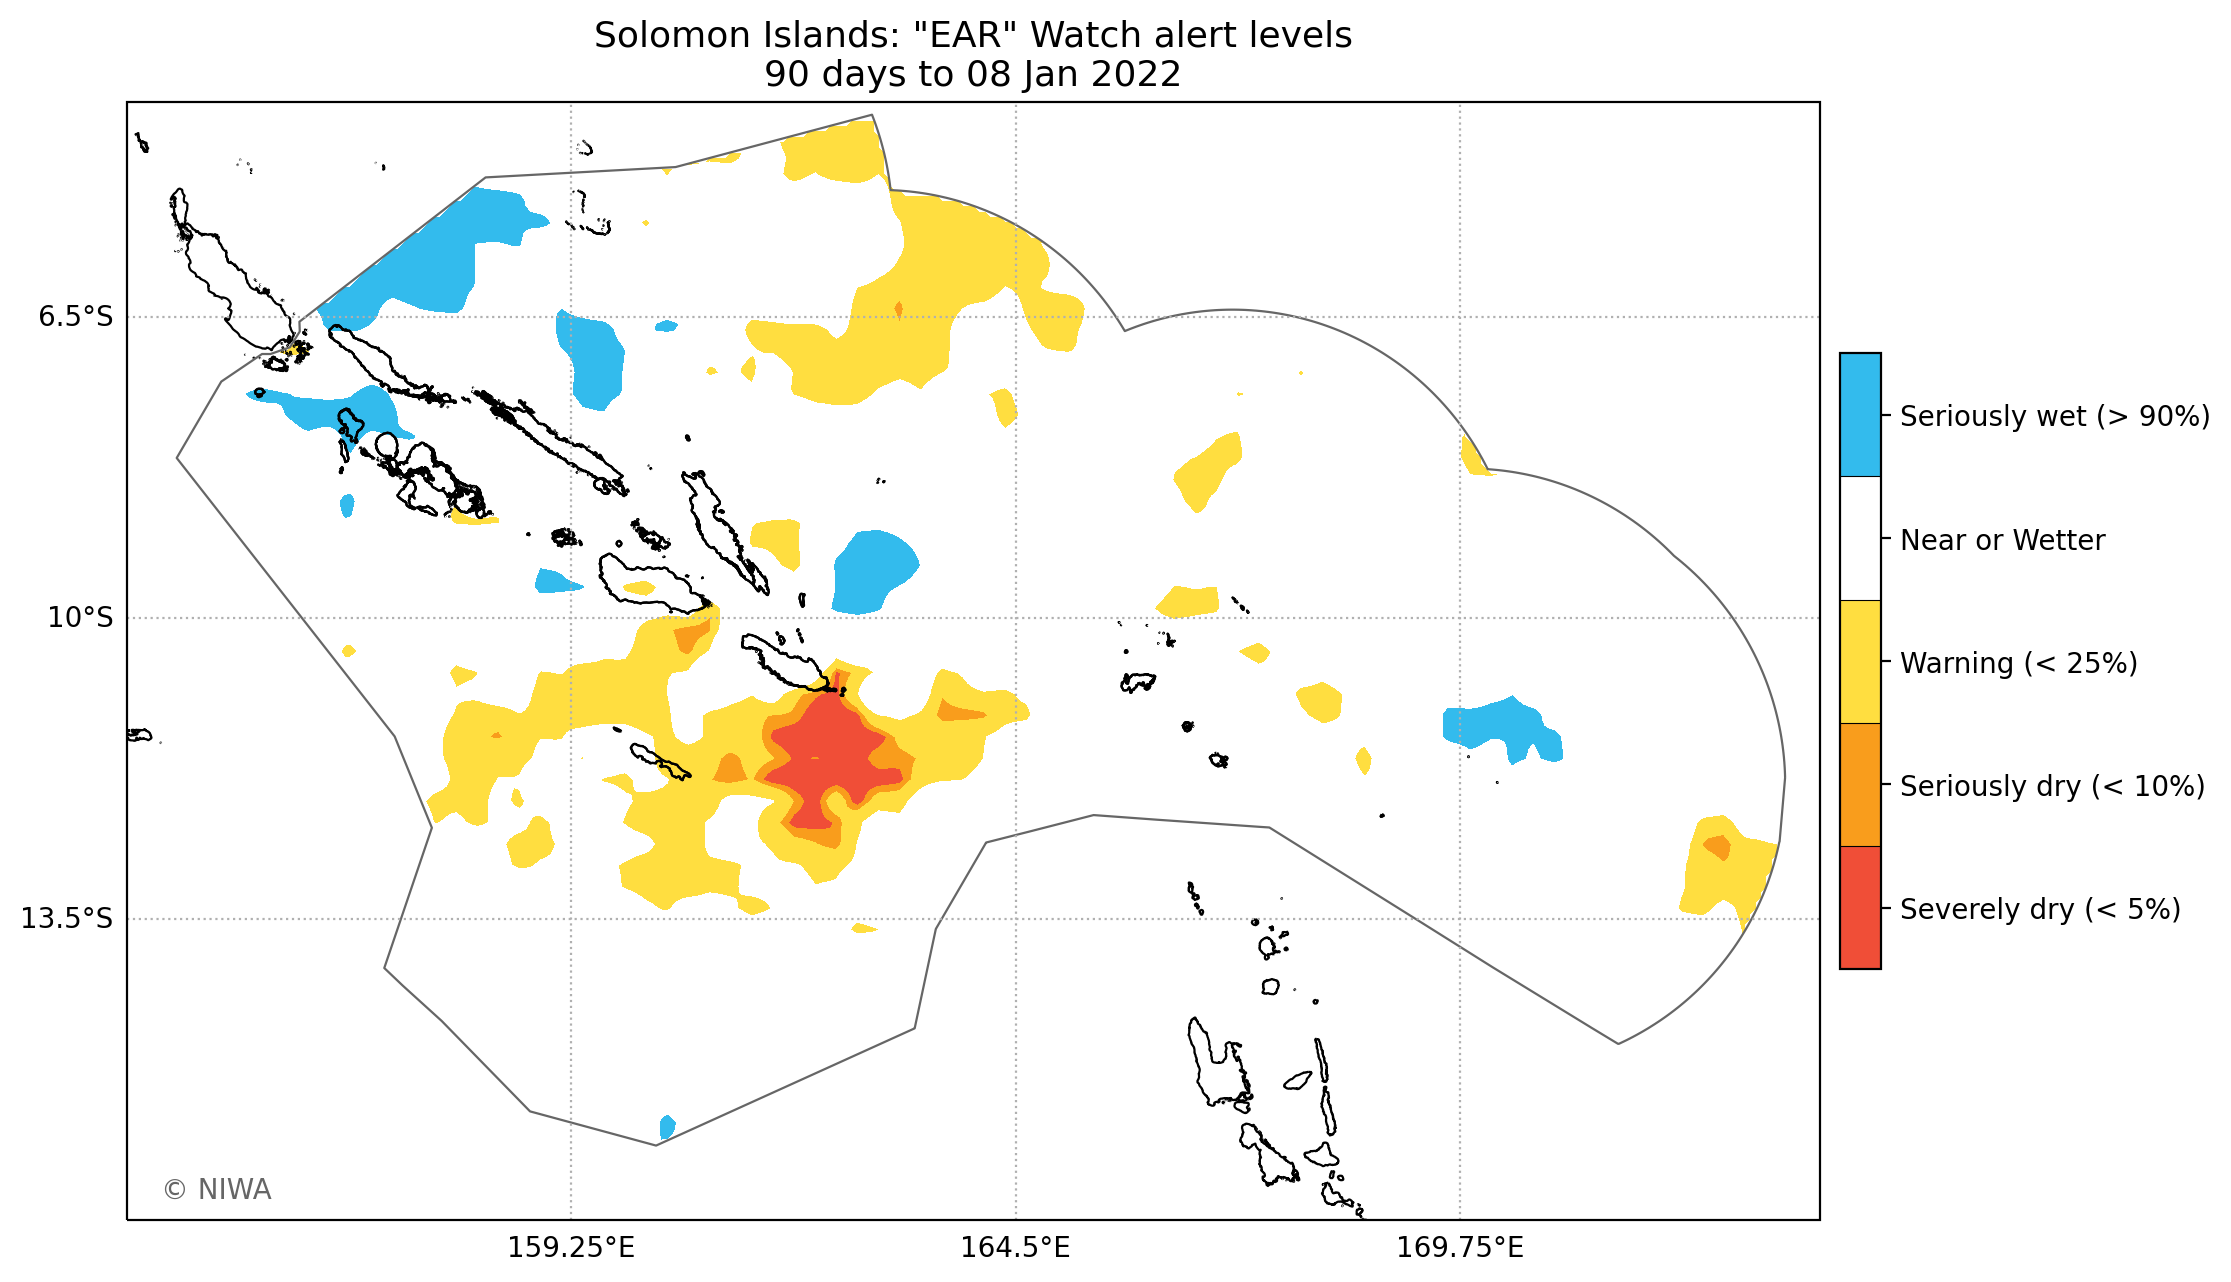 Solomon Islands: "EAR" Watch alert levels
90 days to 08 Jan 2022
6.5°S
10°S
13.5°S
159.25°E
164.5°E
169.75°E
Seriously wet (> 90%)
Near or Wetter
Warning (< 25%)
Seriously dry (< 10%)
Severely dry (< 5%)
© NIWA